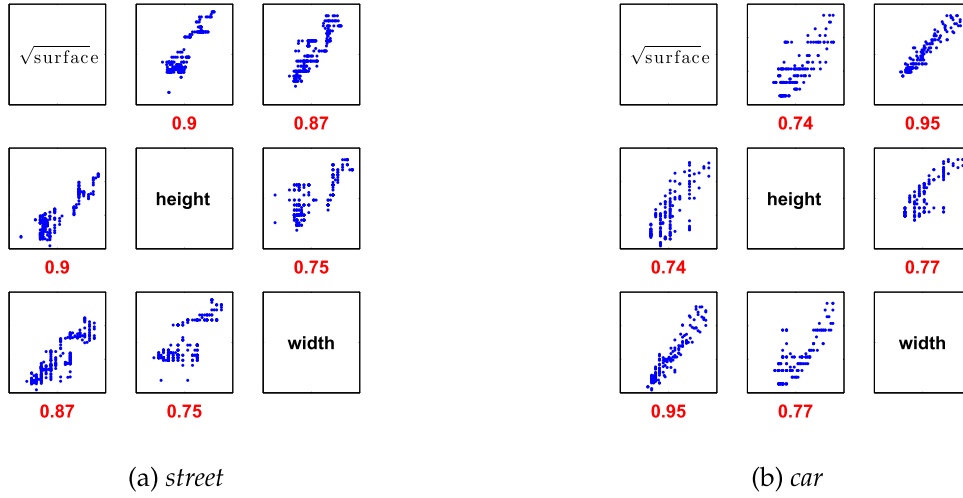 √surface
0.9
0.87
height
0.9
0.75
width
0.87
0.75
(a) street
√surface
0.74
0.95
height
0.74
0.77
width
0.95
0.77
(b) car